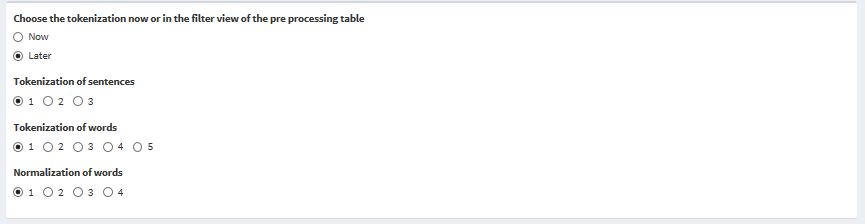 Choose the tokenization now or in the filter view of the pre processing table
Now
Later
Tokenization of sentences
1 2 3
Tokenization of words
1 2 3 4 5
Normalization of words
1 2 3 4